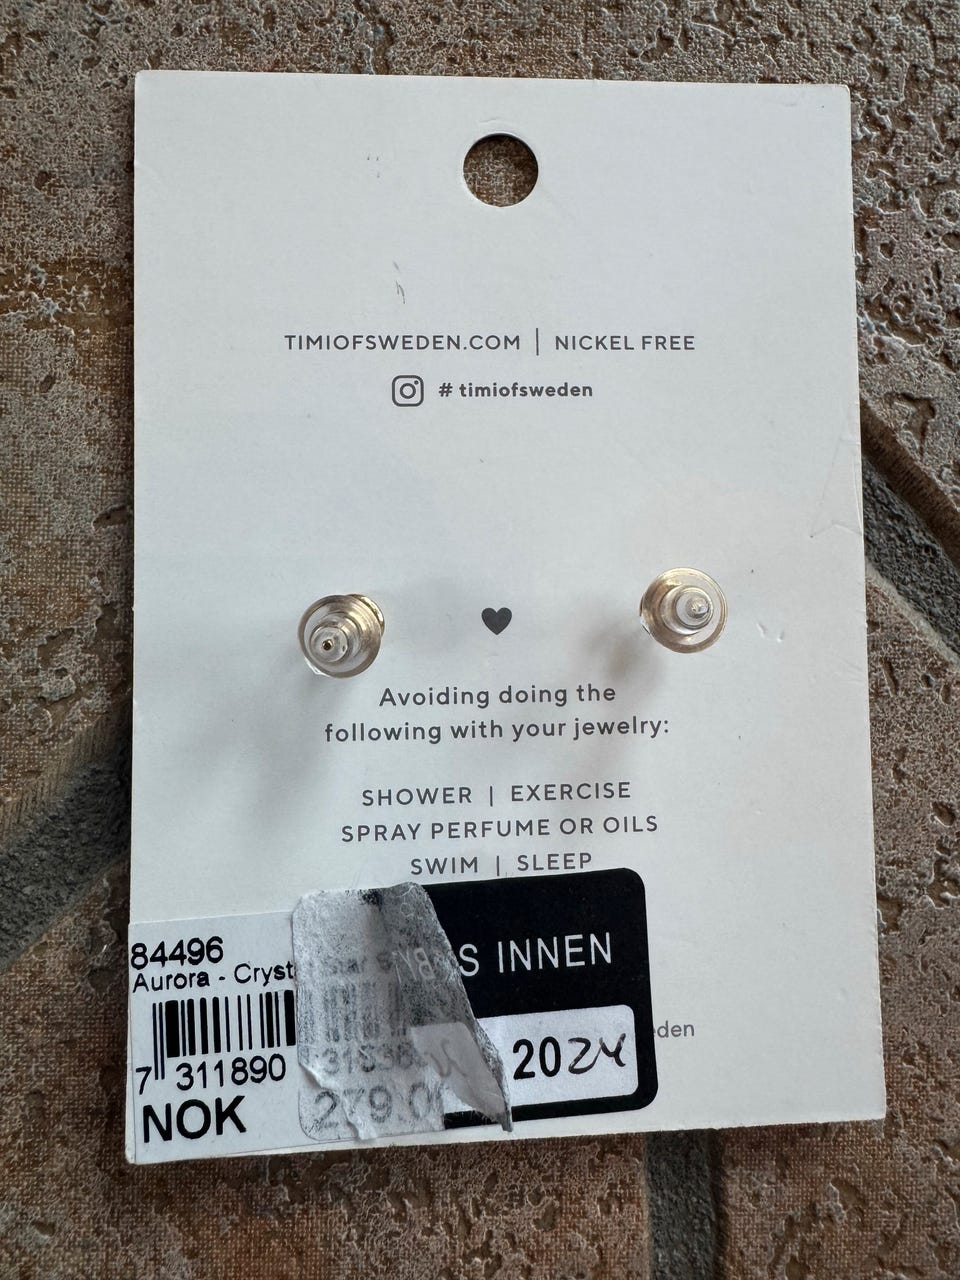 TIMIOFSWEDEN.COM | NICKEL FREE
# timiofsweden
Avoiding doing the
following with your jewelry:
SHOWER | EXERCISE
SPRAY PERFUME OR OILS
SWIM | SLEEP
84496
Aurora - Cryst
7 311890
NOK
S INNEN
2024
eden